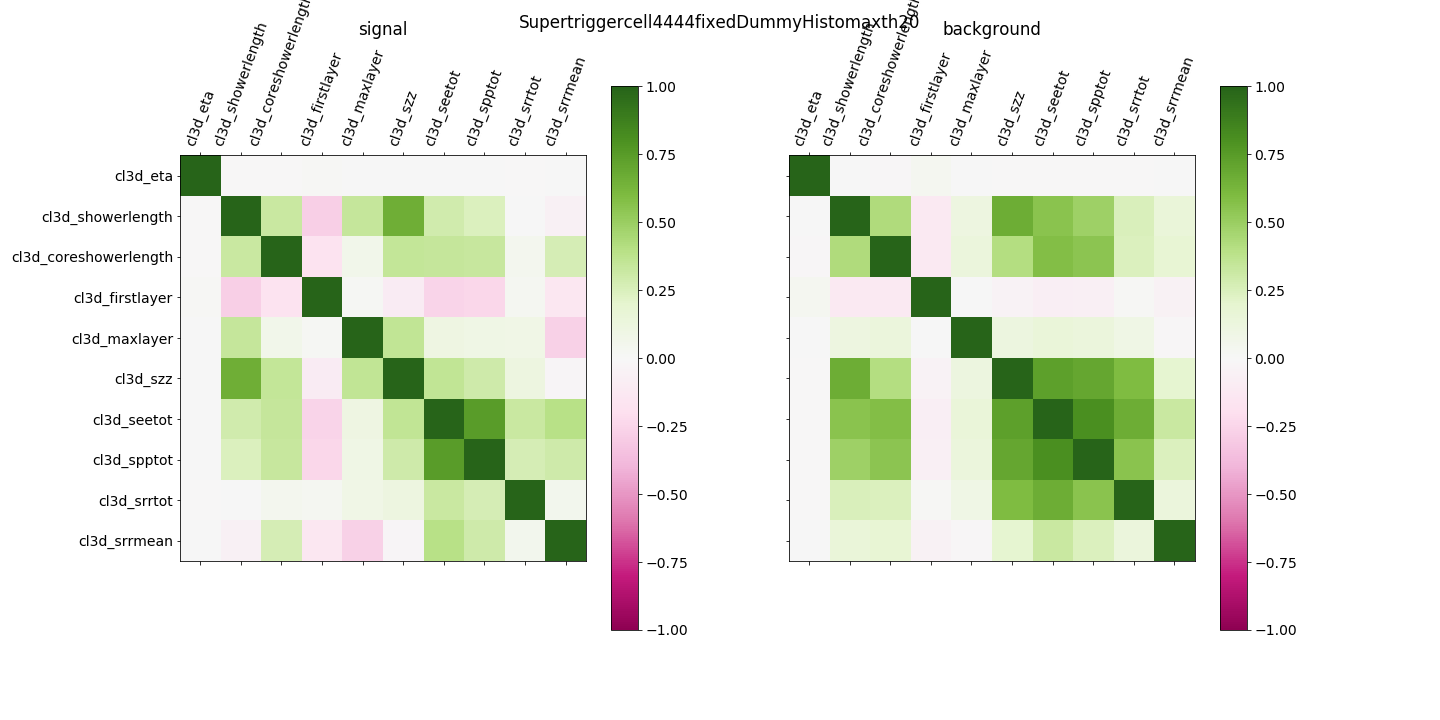 Supertriggercell4444fixedDummyHistomaxth20
signal
background
cl3d_eta
cl3d_showerlength
cl3d_coreshowerlength
cl3d_firstlayer
cl3d_maxlayer
cl3d_szz
cl3d_seetot
cl3d_spptot
cl3d_srrtot
cl3d_srrmean
cl3d_eta
cl3d_showerlength
cl3d_coreshowerlength
cl3d_firstlayer
cl3d_maxlayer
cl3d_szz
cl3d_seetot
cl3d_spptot
cl3d_srrtot
cl3d_srrmean
cl3d_eta
cl3d_showerlength
cl3d_coreshowerlength
cl3d_firstlayer
cl3d_maxlayer
cl3d_szz
cl3d_seetot
cl3d_spptot
cl3d_srrtot
cl3d_srrmean
1.00
0.75
0.50
0.25
0.00
−0.25
−0.50
−0.75
−1.00
1.00
0.75
0.50
0.25
0.00
−0.25
−0.50
−0.75
−1.00